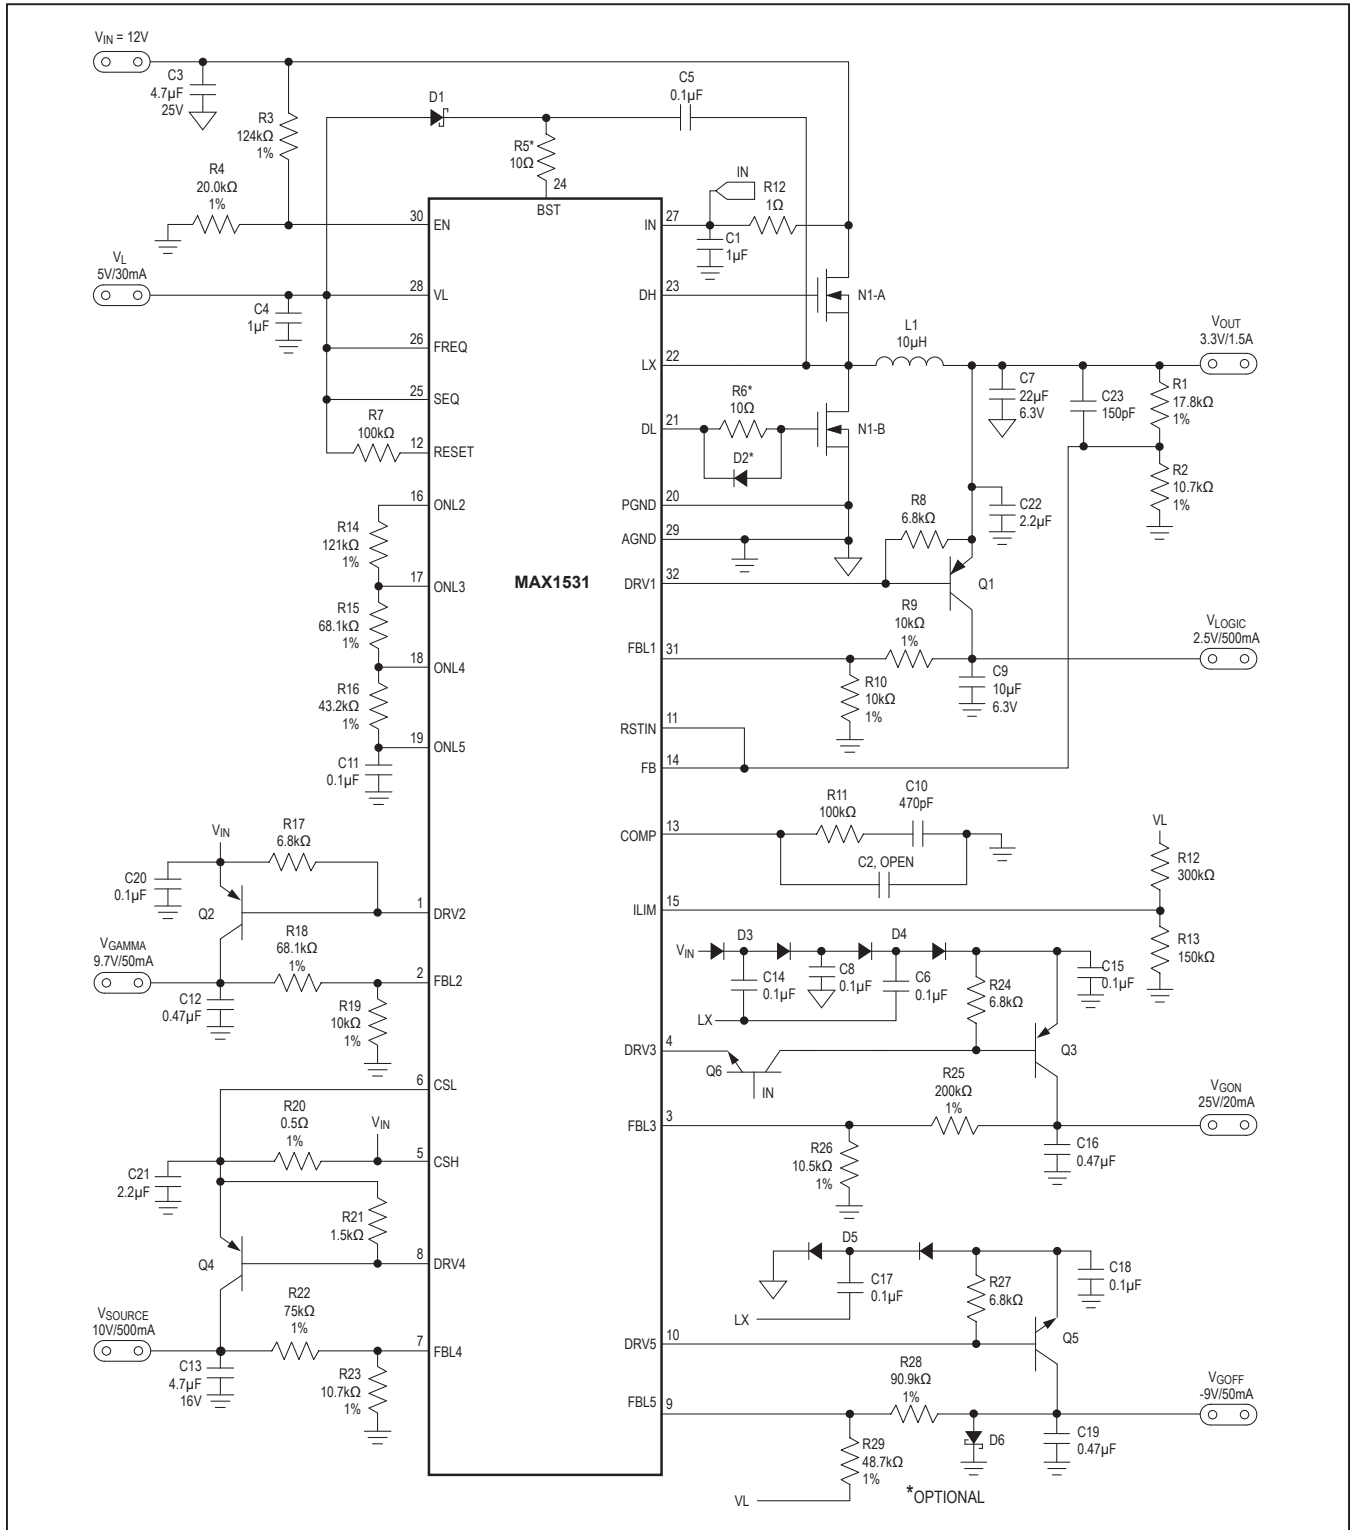 VIN = 12V
C3
4.7µF
25V
R3
124kΩ
1%
D1
C5
0.1µF
R5*
10Ω
24
BST
R4
20.0kΩ
1%
30
EN
IN
R12
1Ω
27
IN
C1
1µF
VL
5V/30mA
28
VL
C4
1µF
23
DH
N1-A
26
FREQ
22
LX
L1
10µH
VOUT
3.3V/1.5A
25
SEQ
R7
100kΩ
12
RESET
R6*
10Ω
21
DL
D2*
N1-B
C7
22µF
6.3V
C23
150pF
R1
17.8kΩ
1%
R2
10.7kΩ
1%
16
ONL2
20
PGND
R8
6.8kΩ
C22
2.2µF
R14
121kΩ
1%
29
AGND
17
ONL3
MAX1531
32
DRV1
Q1
R15
68.1kΩ
1%
R9
10kΩ
1%
VLOGIC
2.5V/500mA
18
ONL4
31
FBL1
R16
43.2kΩ
1%
R10
10kΩ
1%
C9
10µF
6.3V
19
ONL5
11
RSTIN
C11
0.1µF
14
FB
R11
100kΩ
C10
470pF
13
COMP
C2, OPEN
VL
R12
300kΩ
VIN
R17
6.8kΩ
C20
0.1µF
Q2
1
DRV2
15
ILIM
R13
150kΩ
VGAMMA
9.7V/50mA
R18
68.1kΩ
1%
2
FBL2
C12
0.47µF
R19
10kΩ
1%
VIN
D3
D4
C14
0.1µF
C8
0.1µF
C6
0.1µF
R24
6.8kΩ
C15
0.1µF
LX
4
DRV3
Q6
IN
Q3
6
CSL
R20
0.5Ω
1%
VIN
5
CSH
R25
200kΩ
1%
VGON
25V/20mA
3
FBL3
C21
2.2µF
R26
10.5kΩ
1%
C16
0.47µF
R21
1.5kΩ
Q4
8
DRV4
D5
C17
0.1µF
R27
6.8kΩ
C18
0.1µF
LX
VSOURCE
10V/500mA
R22
75kΩ
1%
7
FBL4
10
DRV5
Q5
C13
4.7µF
16V
R23
10.7kΩ
1%
R28
90.9kΩ
1%
VGOFF
-9V/50mA
9
FBL5
R29
48.7kΩ
1%
D6
C19
0.47µF
VL
*OPTIONAL